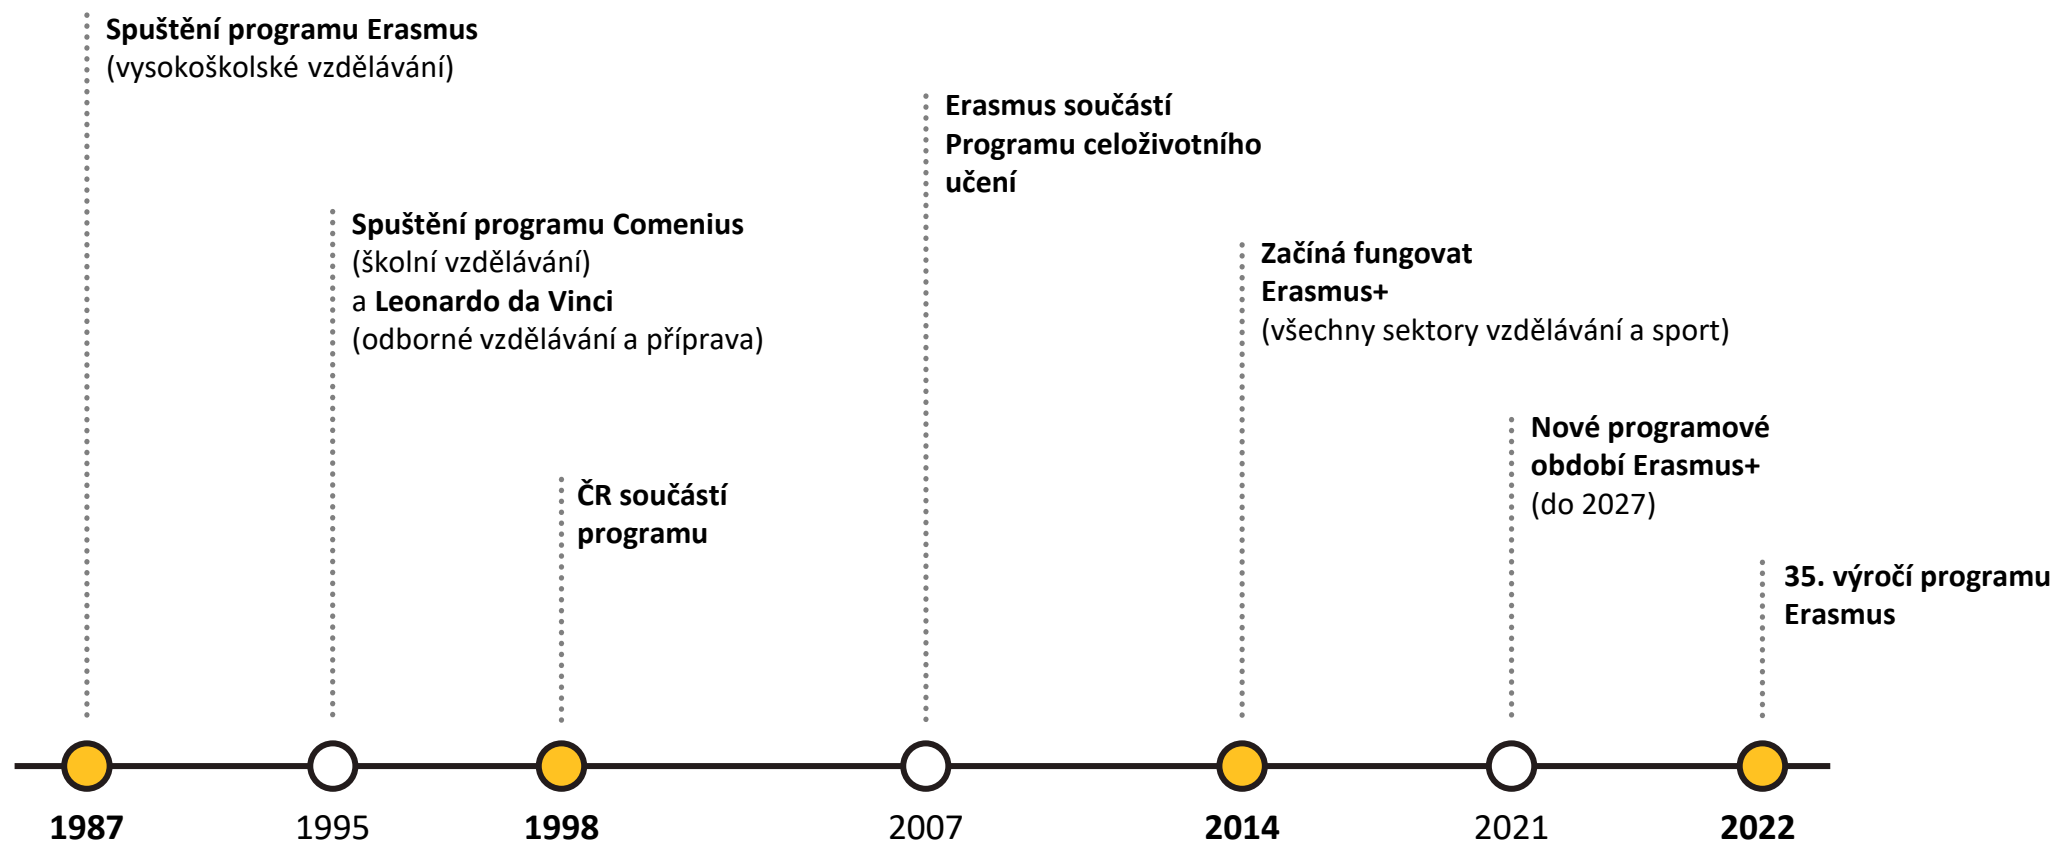 Spuštění programu Erasmus
(vysokoškolské vzdělávání)
Spuštění programu Comenius
(školní vzdělávání)
a Leonardo da Vinci
(odborné vzdělávání a příprava)
ČR součástí
programu
Erasmus součástí
Programu celoživotního
učení
Začíná fungovat
Erasmus+
(všechny sektory vzdělávání a sport)
Nové programové
období Erasmus+
(do 2027)
35. výročí programu
Erasmus
1987
1995
1998
2007
2014
2021
2022